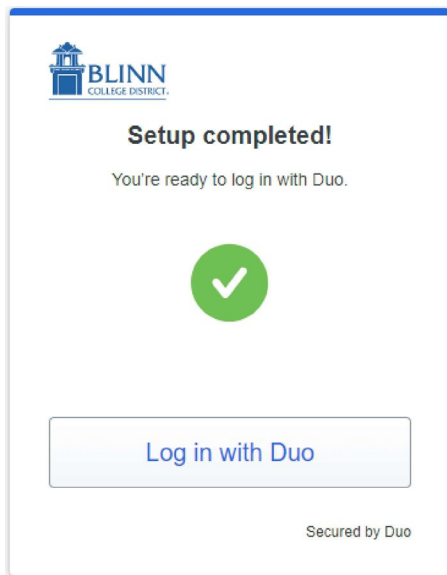 BLINN
COLLEGE DISTRICT.
Setup completed!
You're ready to log in with Duo.
Log in with Duo
Secured by Duo